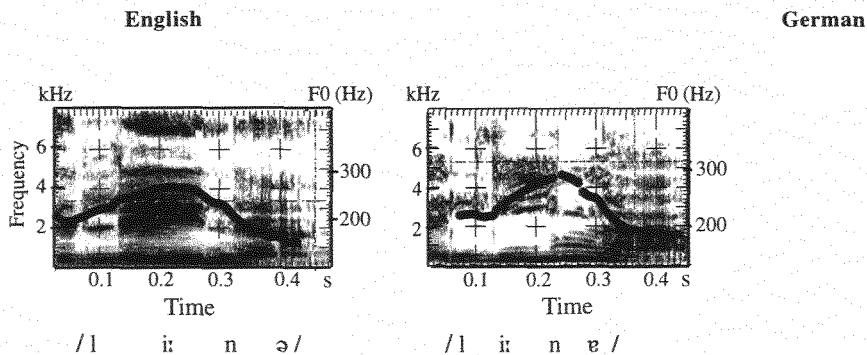 English German
kHz F0 (Hz) kHz F0 (Hz)
6 6
300 300
4 4
Frequency
2 200 2 200
0.1 0.2 0.3 0.4 s 0.1 0.2 0.3 0.4 s
Time Time
/ l iː n ə / / l iː n ɐ /